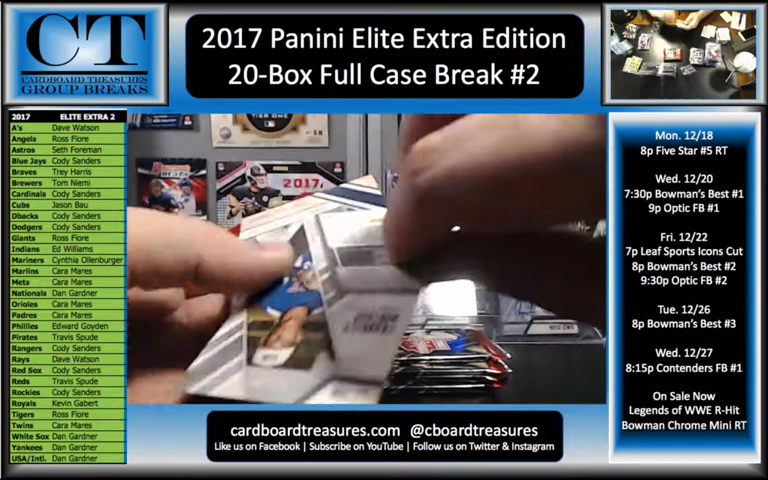 CT
CARDBOARD TREASURES
GROUP BREAKS
2017 Panini Elite Extra Edition
20-Box Full Case Break #2
2017 ELITE EXTRA 2
A's Dave Watson
Angels Ross Flore
Astros Seth Foreman
Blue Jays Cody Sanders
Braves Trey Harris
Brewers Tom Niemi
Cardinals Cody Sanders
Cubs Jason Bau
Dbacks Cody Sanders
Dodgers Cody Sanders
Giants Ross Flore
Indians Ed Williams
Mariners Cynthia Ollenburger
Marlins Cara Mares
Mets Cara Mares
Nationals Dan Gardner
Orioles Cara Mares
Padres Cara Mares
Phillies Edward Goyden
Pirates Travis Spude
Rangers Cody Sanders
Rays Dave Watson
Red Sox Cody Sanders
Reds Travis Spude
Rockies Cody Sanders
Royals Kevin Gabert
Tigers Ross Flore
Twins Cara Mares
White Sox Dan Gardner
Yankees Dan Gardner
USA/Intl. Dan Gardner
TIER ONE
2017
Mon. 12/18
8p Five Star #5 RT
Wed. 12/20
7:30p Bowman's Best #1
9p Optic FB #1
Fri. 12/22
7p Leaf Sports Icons Cut
8p Bowman's Best #2
9:30p Optic FB #2
Tue. 12/26
8p Bowman's Best #3
Wed. 12/27
8:15p Contenders FB #1
On Sale Now
Legends of WWE R-Hit
Bowman Chrome Mini RT
cardboardtreasures.com @cboardtreasures
Like us on Facebook | Subscribe on YouTube | Follow us on Twitter & Instagram